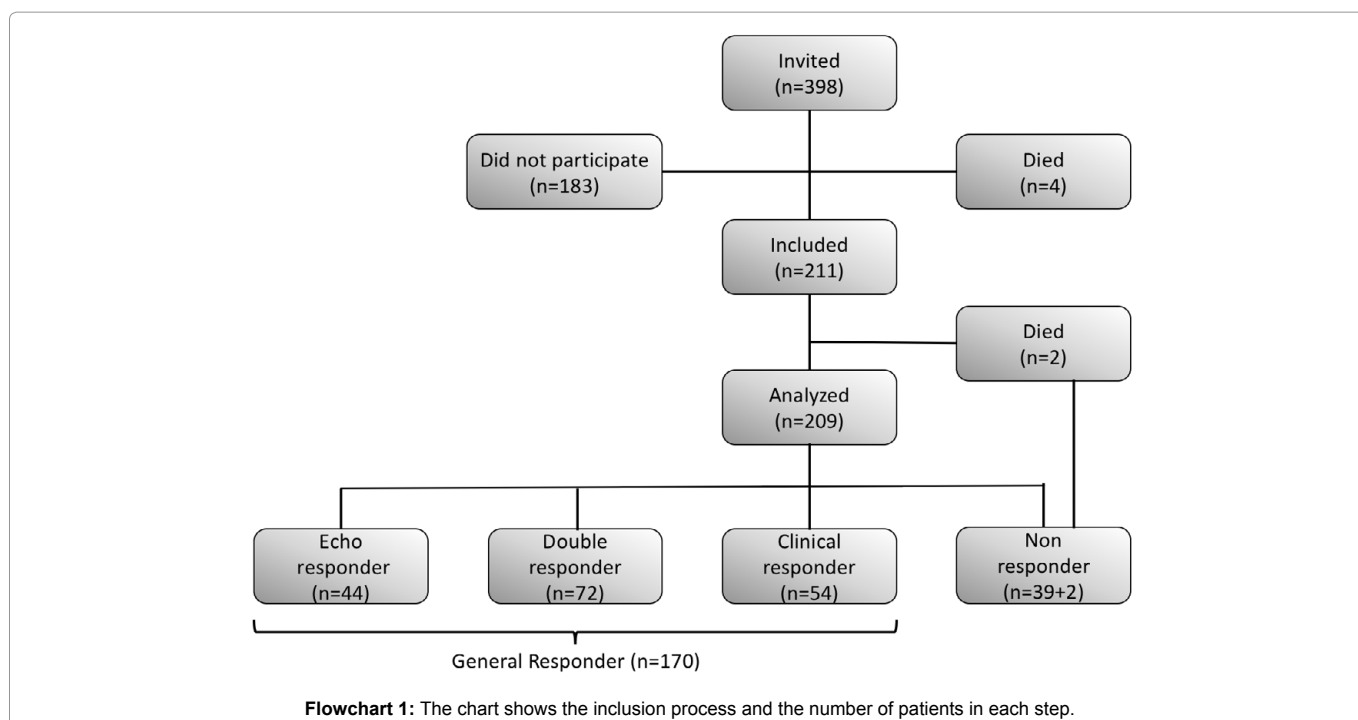 Invited
(n=398)
Did not participate
(n=183)
Died
(n=4)
Included
(n=211)
Died
(n=2)
Analyzed
(n=209)
Echo
responder
(n=44)
Double
responder
(n=72)
Clinical
responder
(n=54)
Non
responder
(n=39+2)
General Responder (n=170)
Flowchart 1: The chart shows the inclusion process and the number of patients in each step.